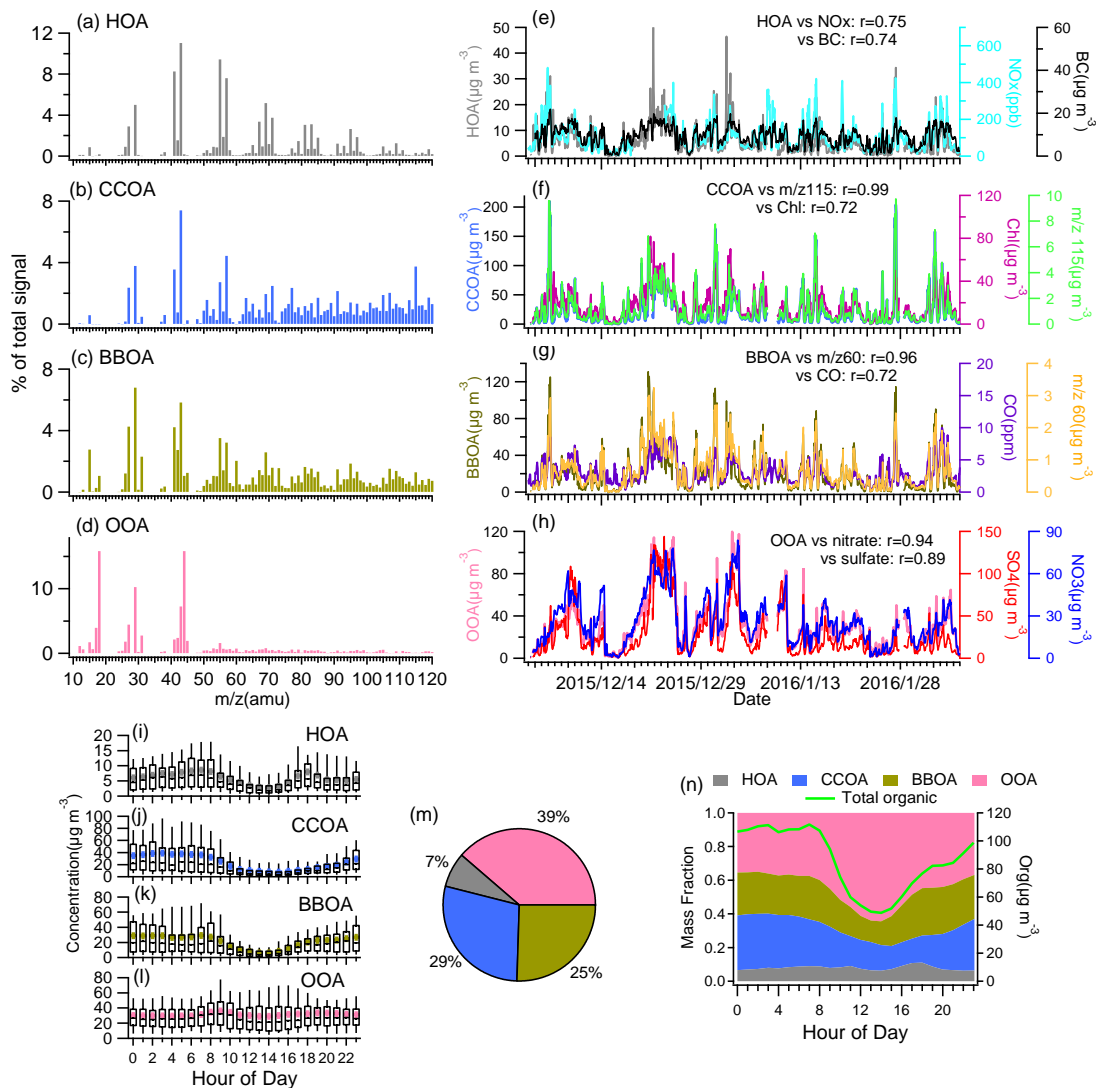 (a) HOA
12
8
4
0
(b) CCOA
8
4
0
(c) BBOA
8
4
0
(d) OOA
10
0
% of total signal
10 20 30 40 50 60 70 80 90 100 110 120
m/z(amu)
(e)
HOA vs NOx: r=0.75
vs BC: r=0.74
50
40
30
20
10
0
HOA(µg m⁻³)
600
400
200
0
NOx(ppb)
60
40
20
0
BC(µg m⁻³)
(f)
CCOA vs m/z115: r=0.99
vs Chl: r=0.72
200
150
100
50
0
CCOA(µg m⁻³)
120
80
40
0
Chl(µg m⁻³)
10
8
6
4
2
0
m/z 115(µg m⁻³)
(g)
BBOA vs m/z60: r=0.96
vs CO: r=0.72
120
80
40
0
BBOA(µg m⁻³)
20
15
10
5
0
CO(ppm)
4
3
2
1
0
m/z 60(µg m⁻³)
(h)
OOA vs nitrate: r=0.94
vs sulfate: r=0.89
120
80
40
0
OOA(µg m⁻³)
150
100
50
0
SO4(µg m⁻³)
90
60
30
0
NO3(µg m⁻³)
2015/12/14 2015/12/29 2016/1/13 2016/1/28
Date
(i)
HOA
20
15
10
5
0
(j)
CCOA
100
80
60
40
20
0
(k)
BBOA
80
60
40
20
0
(l)
OOA
80
60
40
20
0
Concentration(µg m⁻³)
0 2 4 6 8 10 12 14 16 18 20 22
Hour of Day
(m)
39%
7%
29%
25%
(n)
HOA CCOA BBOA OOA
Total organic
1.0
0.8
0.6
0.4
0.2
0.0
Mass Fraction
120
100
80
60
40
20
0
Org(µg m⁻³)
0 4 8 12 16 20
Hour of Day